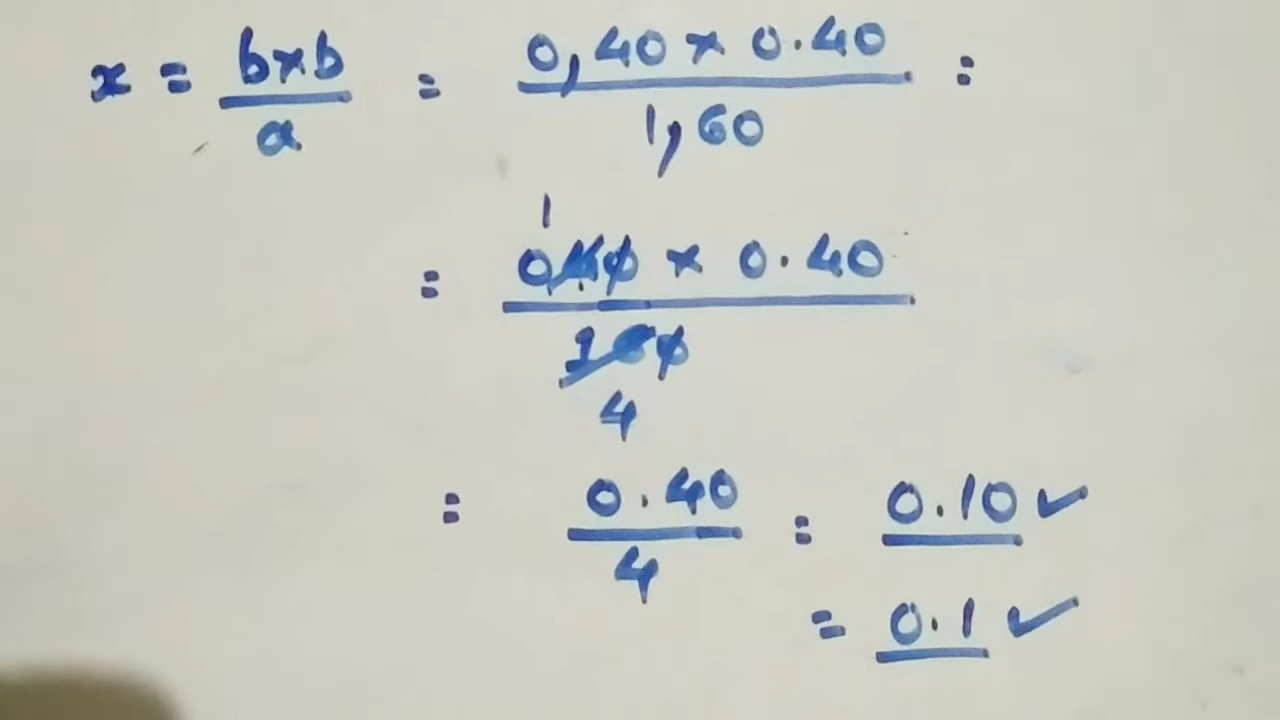 x = b×b / a = 0,40 × 0.40 / 1,60 =
1
= 0,40 × 0.40 / 160
4
= 0.40 / 4 = 0.10 ✓
= 0.1 ✓